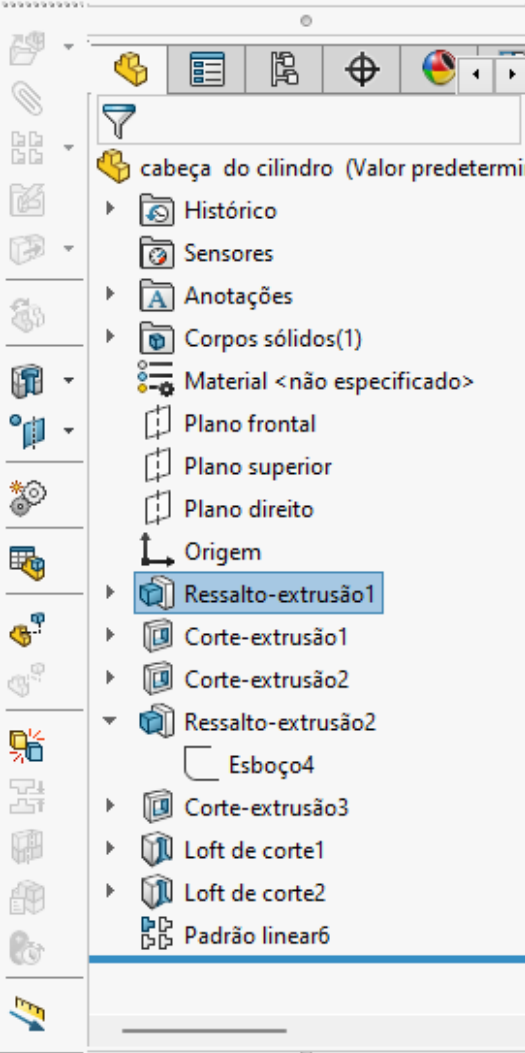 cabeça do cilindro (Valor predetermi
Histórico
Sensores
Anotações
Corpos sólidos(1)
Material <não especificado>
Plano frontal
Plano superior
Plano direito
Origem
Ressalto-extrusão1
Corte-extrusão1
Corte-extrusão2
Ressalto-extrusão2
Esboço4
Corte-extrusão3
Loft de corte1
Loft de corte2
Padrão linear6